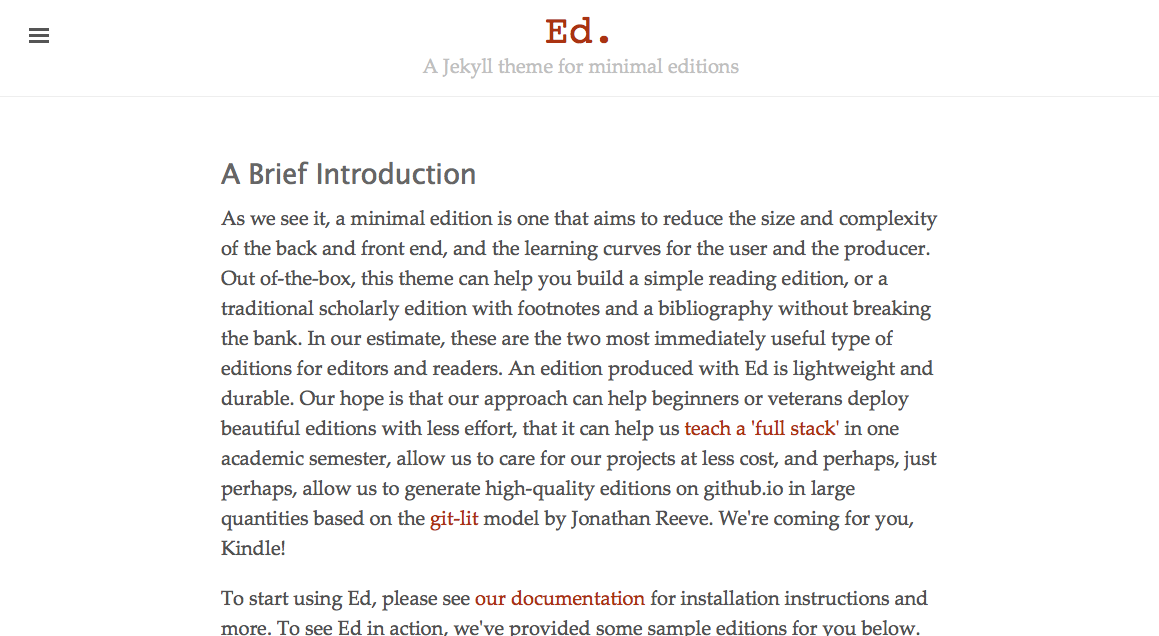 Ed.
A Jekyll theme for minimal editions
A Brief Introduction
As we see it, a minimal edition is one that aims to reduce the size and complexity
of the back and front end, and the learning curves for the user and the producer.
Out of-the-box, this theme can help you build a simple reading edition, or a
traditional scholarly edition with footnotes and a bibliography without breaking
the bank. In our estimate, these are the two most immediately useful type of
editions for editors and readers. An edition produced with Ed is lightweight and
durable. Our hope is that our approach can help beginners or veterans deploy
beautiful editions with less effort, that it can help us teach a 'full stack' in one
academic semester, allow us to care for our projects at less cost, and perhaps, just
perhaps, allow us to generate high-quality editions on github.io in large
quantities based on the git-lit model by Jonathan Reeve. We're coming for you,
Kindle!
To start using Ed, please see our documentation for installation instructions and
more. To see Ed in action, we've provided some sample editions for you below.